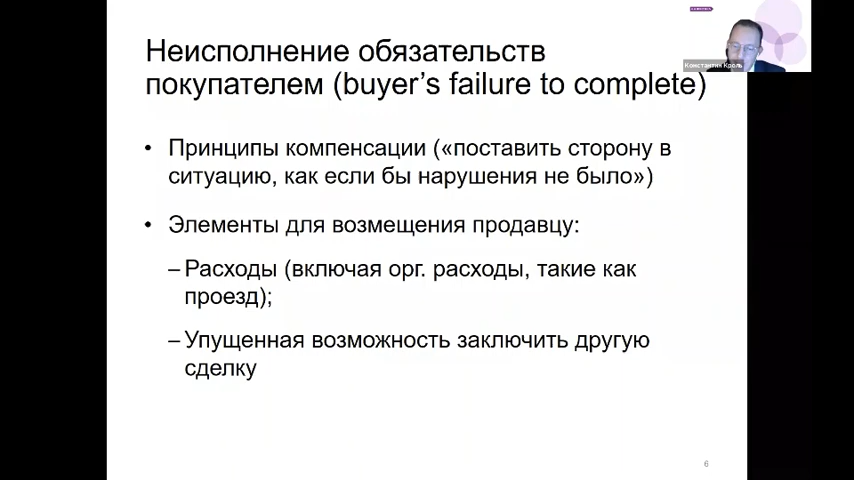 Неисполнение обязательств
покупателем (buyer’s failure to complete)
• Принципы компенсации («поставить сторону в
ситуацию, как если бы нарушения не было»)
• Элементы для возмещения продавцу:
– Расходы (включая орг. расходы, такие как
проезд);
– Упущенная возможность заключить другую
сделку
6
Константин Кроль